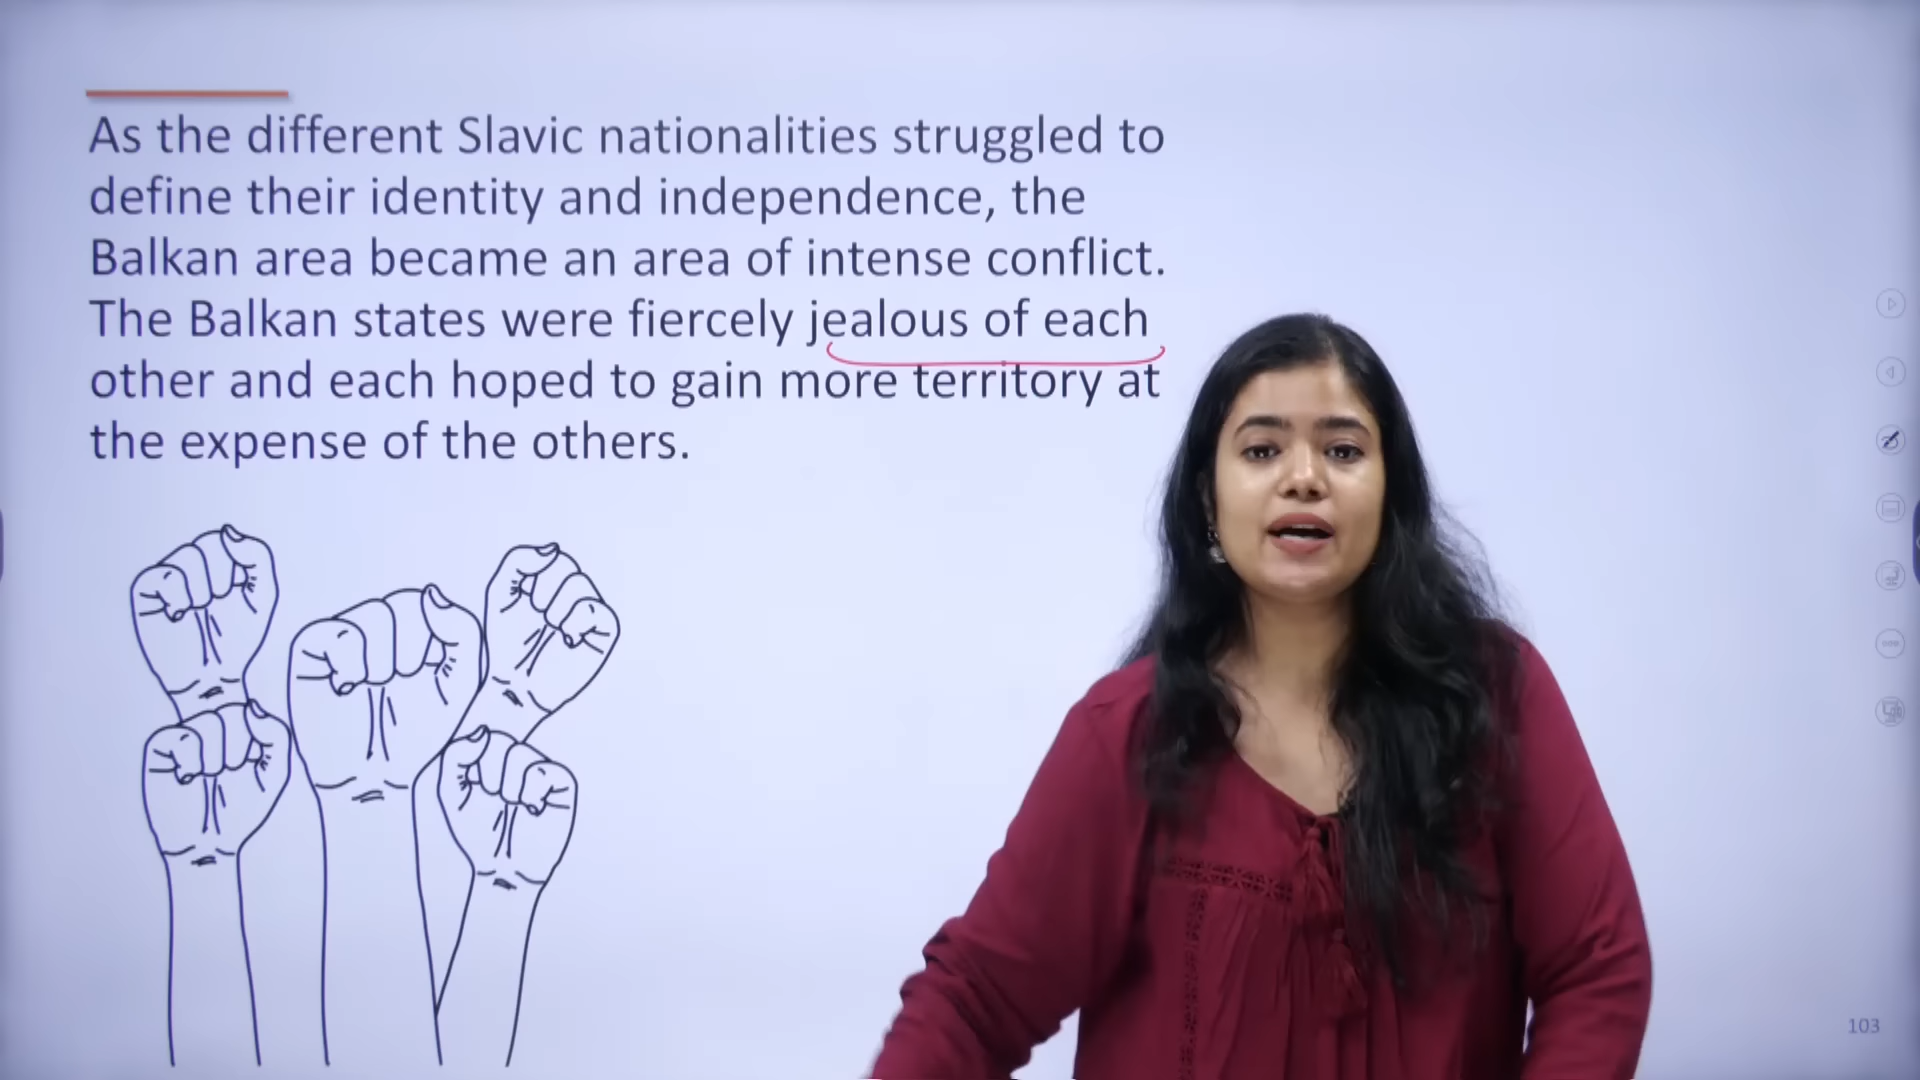 As the different Slavic nationalities struggled to
define their identity and independence, the
Balkan area became an area of intense conflict.
The Balkan states were fiercely jealous of each
other and each hoped to gain more territory at
the expense of the others.
103